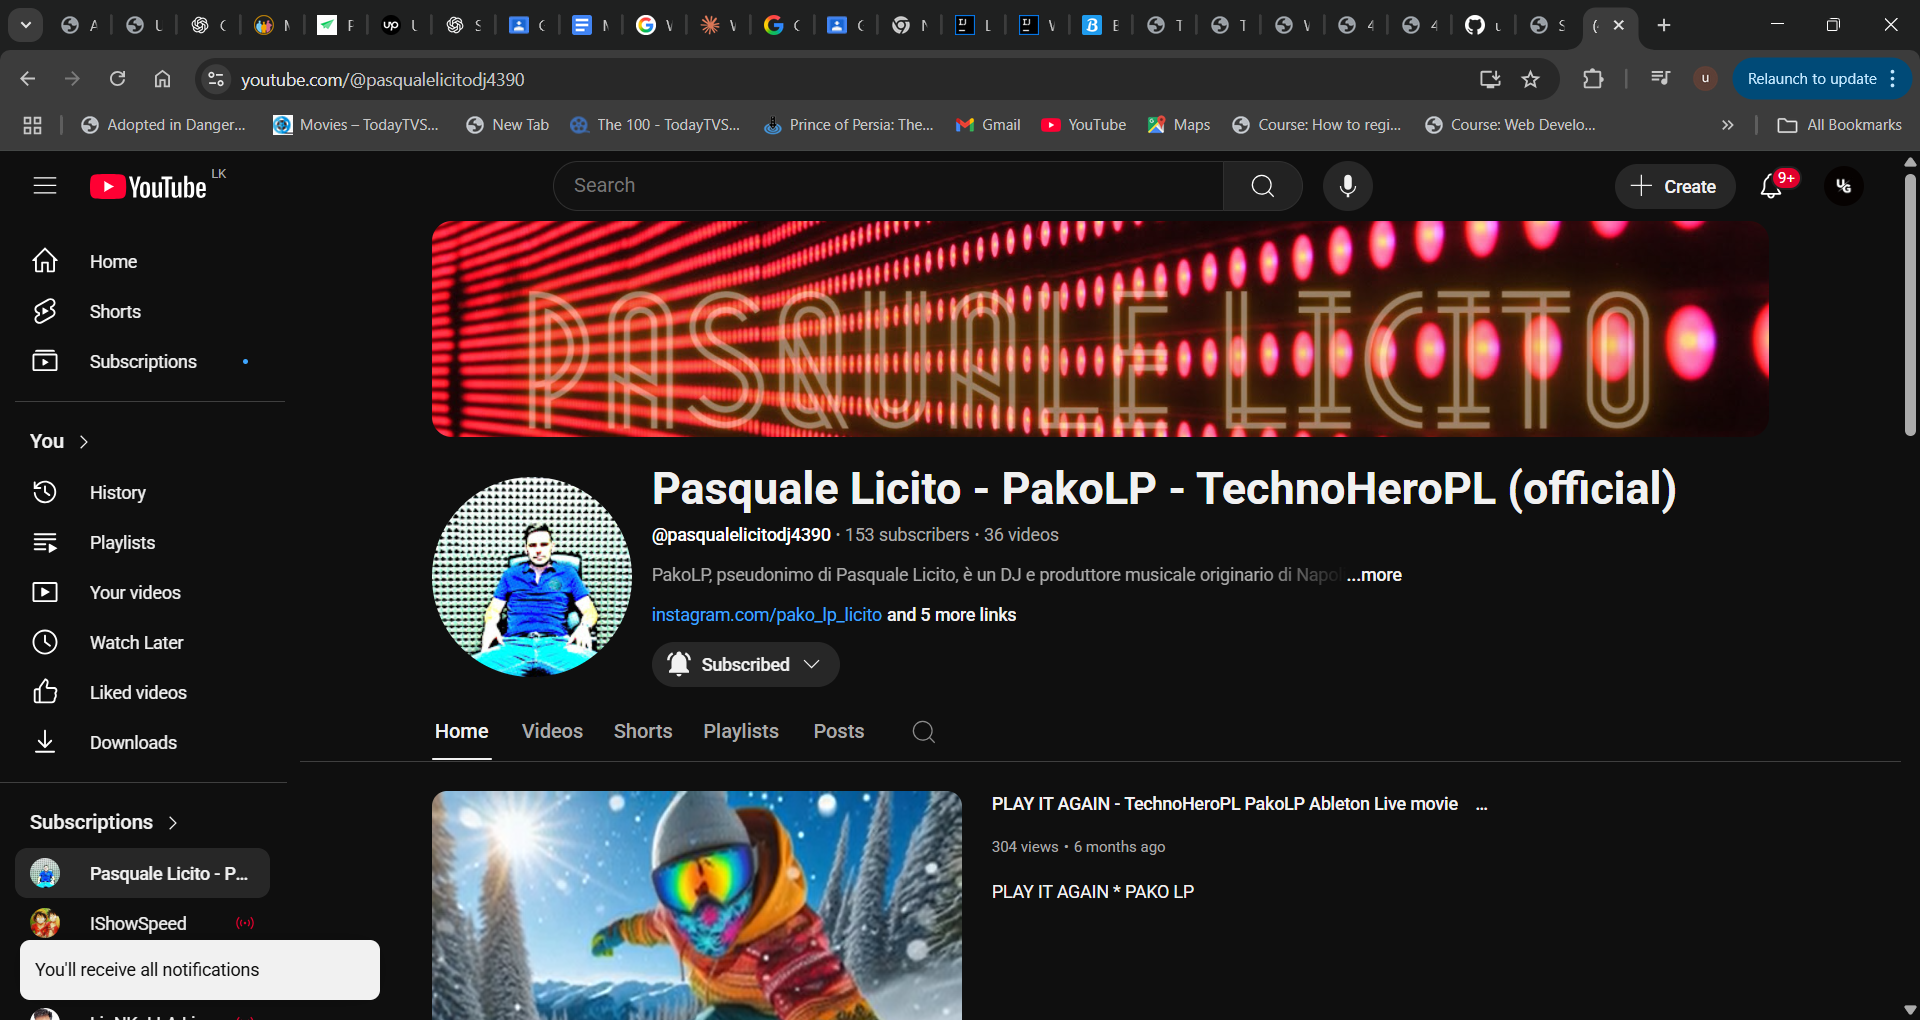 youtube.com/@pasqualelicitodj4390
Relaunch to update
Adopted in Danger...
Movies – TodayTVS...
New Tab
The 100 - TodayTVS...
Prince of Persia: The...
Gmail
YouTube
Maps
Course: How to regi...
Course: Web Develo...
All Bookmarks
YouTube LK
Search
Create
9+
Home
Shorts
Subscriptions
You
History
Playlists
Your videos
Watch Later
Liked videos
Downloads
Subscriptions
Pasquale Licito - P...
IShowSpeed
You'll receive all notifications
PASQUALE LICITO
Pasquale Licito - PakoLP - TechnoHeroPL (official)
@pasqualelicitodj4390 · 153 subscribers · 36 videos
PakoLP, pseudonimo di Pasquale Licito, è un DJ e produttore musicale originario di Napol ...more
instagram.com/pako_lp_licito and 5 more links
Subscribed
Home Videos Shorts Playlists Posts
PLAY IT AGAIN - TechnoHeroPL PakoLP Ableton Live movie ...
304 views · 6 months ago
PLAY IT AGAIN * PAKO LP